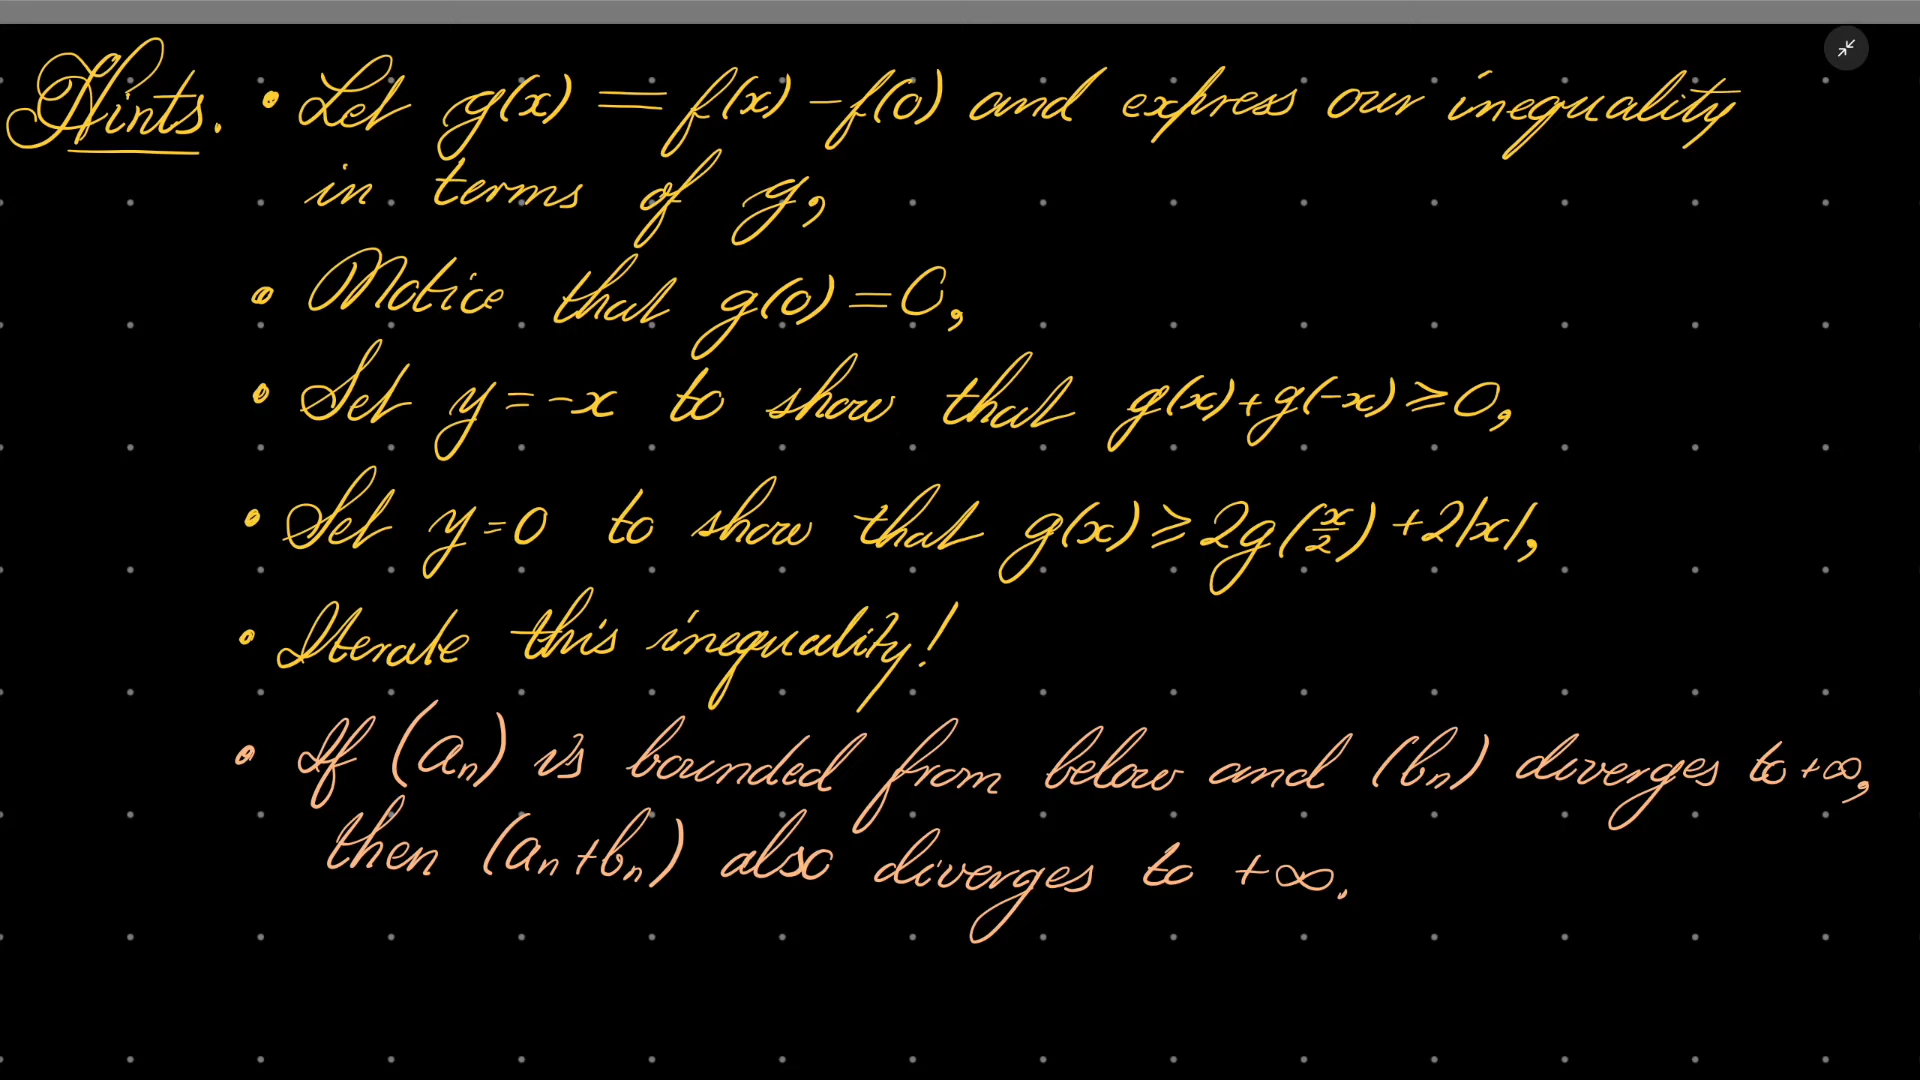 Hints. • Let g(x) = f(x) - f(0) and express our inequality
in terms of g,
• Notice that g(0) = 0,
• Set y = -x to show that g(x) + g(-x) ≥ 0,
• Set y = 0 to show that g(x) ≥ 2g(x/2) + 2|x|,
• Iterate this inequality!
• If (aₙ) is bounded from below and (bₙ) diverges to +∞,
then (aₙ + bₙ) also diverges to +∞.